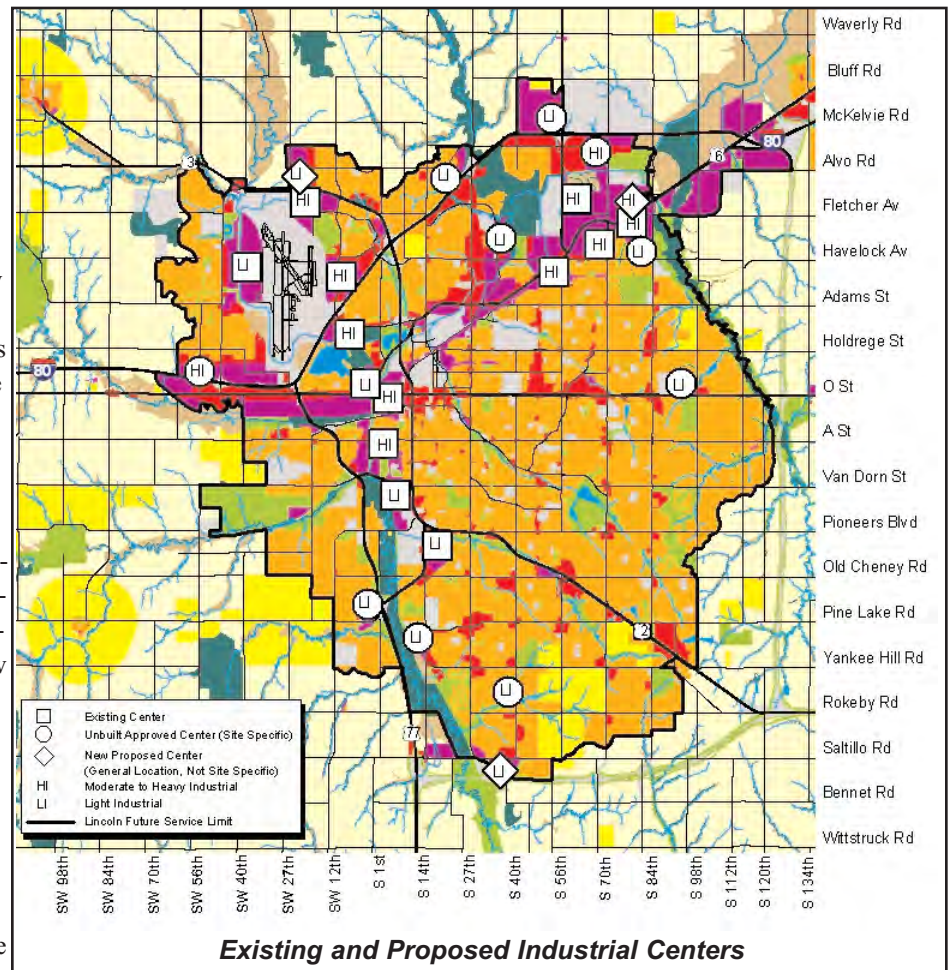 Waverly Rd
Bluff Rd
McKelvie Rd
80
6
Alvo Rd
Fletcher Av
Havelock Av
Adams St
Holdrege St
80
O St
A St
Van Dorn St
Pioneers Blvd
Old Cheney Rd
Pine Lake Rd
2
Yankee Hill Rd
Rokeby Rd
77
Saltillo Rd
Bennet Rd
Wittstruck Rd
LI
HI
LI
LI
HI
HI
HI
HI
LI
HI
LI
LI
HI
HI
HI
HI
LI
LI
HI
HI
LI
LI
LI
LI
LI
LI
Existing Center
Unbuilt Approved Center (Site Specific)
New Proposed Center
(General Location, Not Site Specific)
HI Moderate to Heavy Industrial
LI Light Industrial
Lincoln Future Service Limit
SW 98th
SW 84th
SW 70th
SW 56th
SW 40th
SW 27th
SW 12th
S 1st
S 14th
S 27th
S 40th
S 56th
S 70th
S 84th
S 98th
S 112th
S 120th
S 134th
Existing and Proposed Industrial Centers